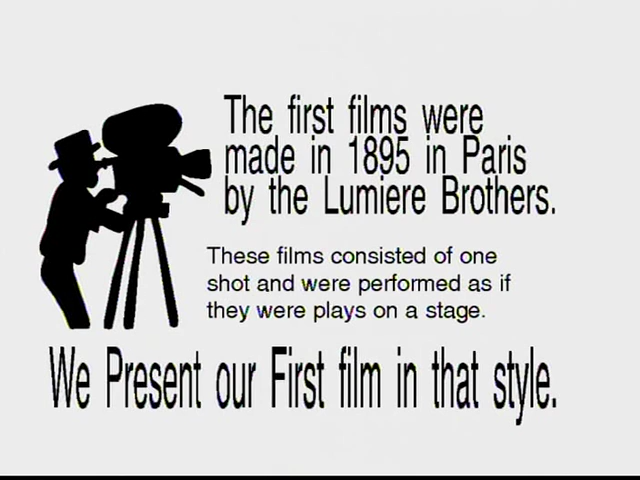 The first films were
made in 1895 in Paris
by the Lumiere Brothers.
These films consisted of one
shot and were performed as if
they were plays on a stage.
We Present our First film in that style.